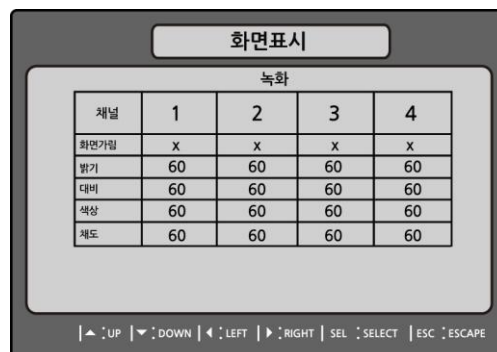 화면표시
녹화
채널 1 2 3 4
화면가림 x x x x
밝기 60 60 60 60
대비 60 60 60 60
색상 60 60 60 60
채도 60 60 60 60
▲ : UP | ▼ : DOWN | ◀ : LEFT | ▶ : RIGHT | SEL : SELECT | ESC : ESCAPE